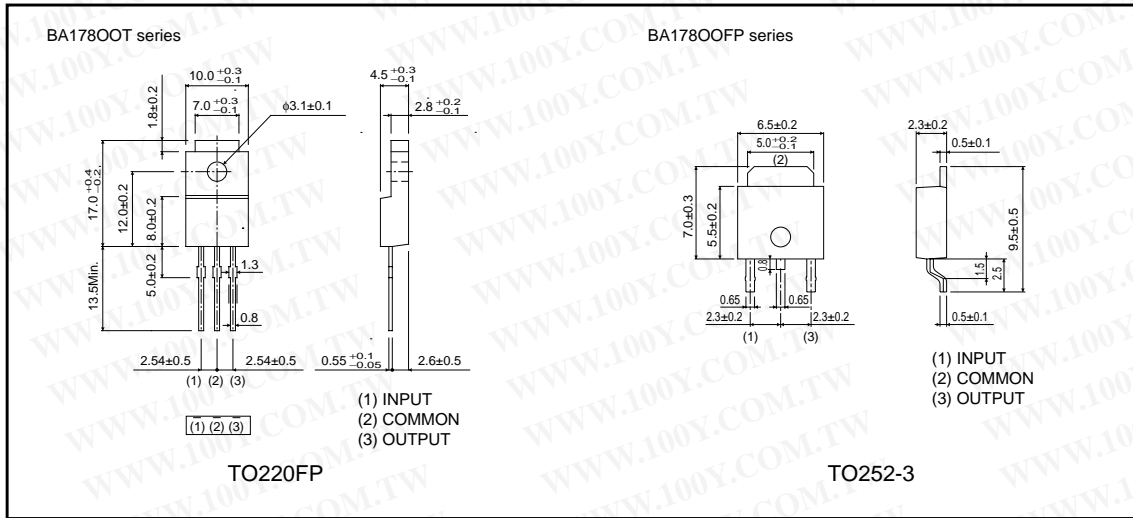 BA178OOT series
10.0 +0.3 −0.1
7.0 +0.3 −0.1
φ3.1±0.1
1.8±0.2
17.0 +0.4 −0.2
12.0±0.2
8.0±0.2
5.0±0.2
13.5Min.
1.3
0.8
2.54±0.5
2.54±0.5
(1) (2) (3)
(1) (2) (3)
4.5 +0.3 −0.1
2.8 +0.2 −0.1
0.55 +0.1 −0.05
2.6±0.5
(1) INPUT
(2) COMMON
(3) OUTPUT
TO220FP
BA178OOFP series
6.5±0.2
5.0 +0.2 −0.1
(2)
7.0±0.3
5.5±0.2
0.8
0.65
0.65
2.3±0.2
2.3±0.2
(1)
(3)
2.3±0.2
0.5±0.1
9.5±0.5
1.5
2.5
0.5±0.1
(1) INPUT
(2) COMMON
(3) OUTPUT
TO252-3
WWW.100Y.COM.TW